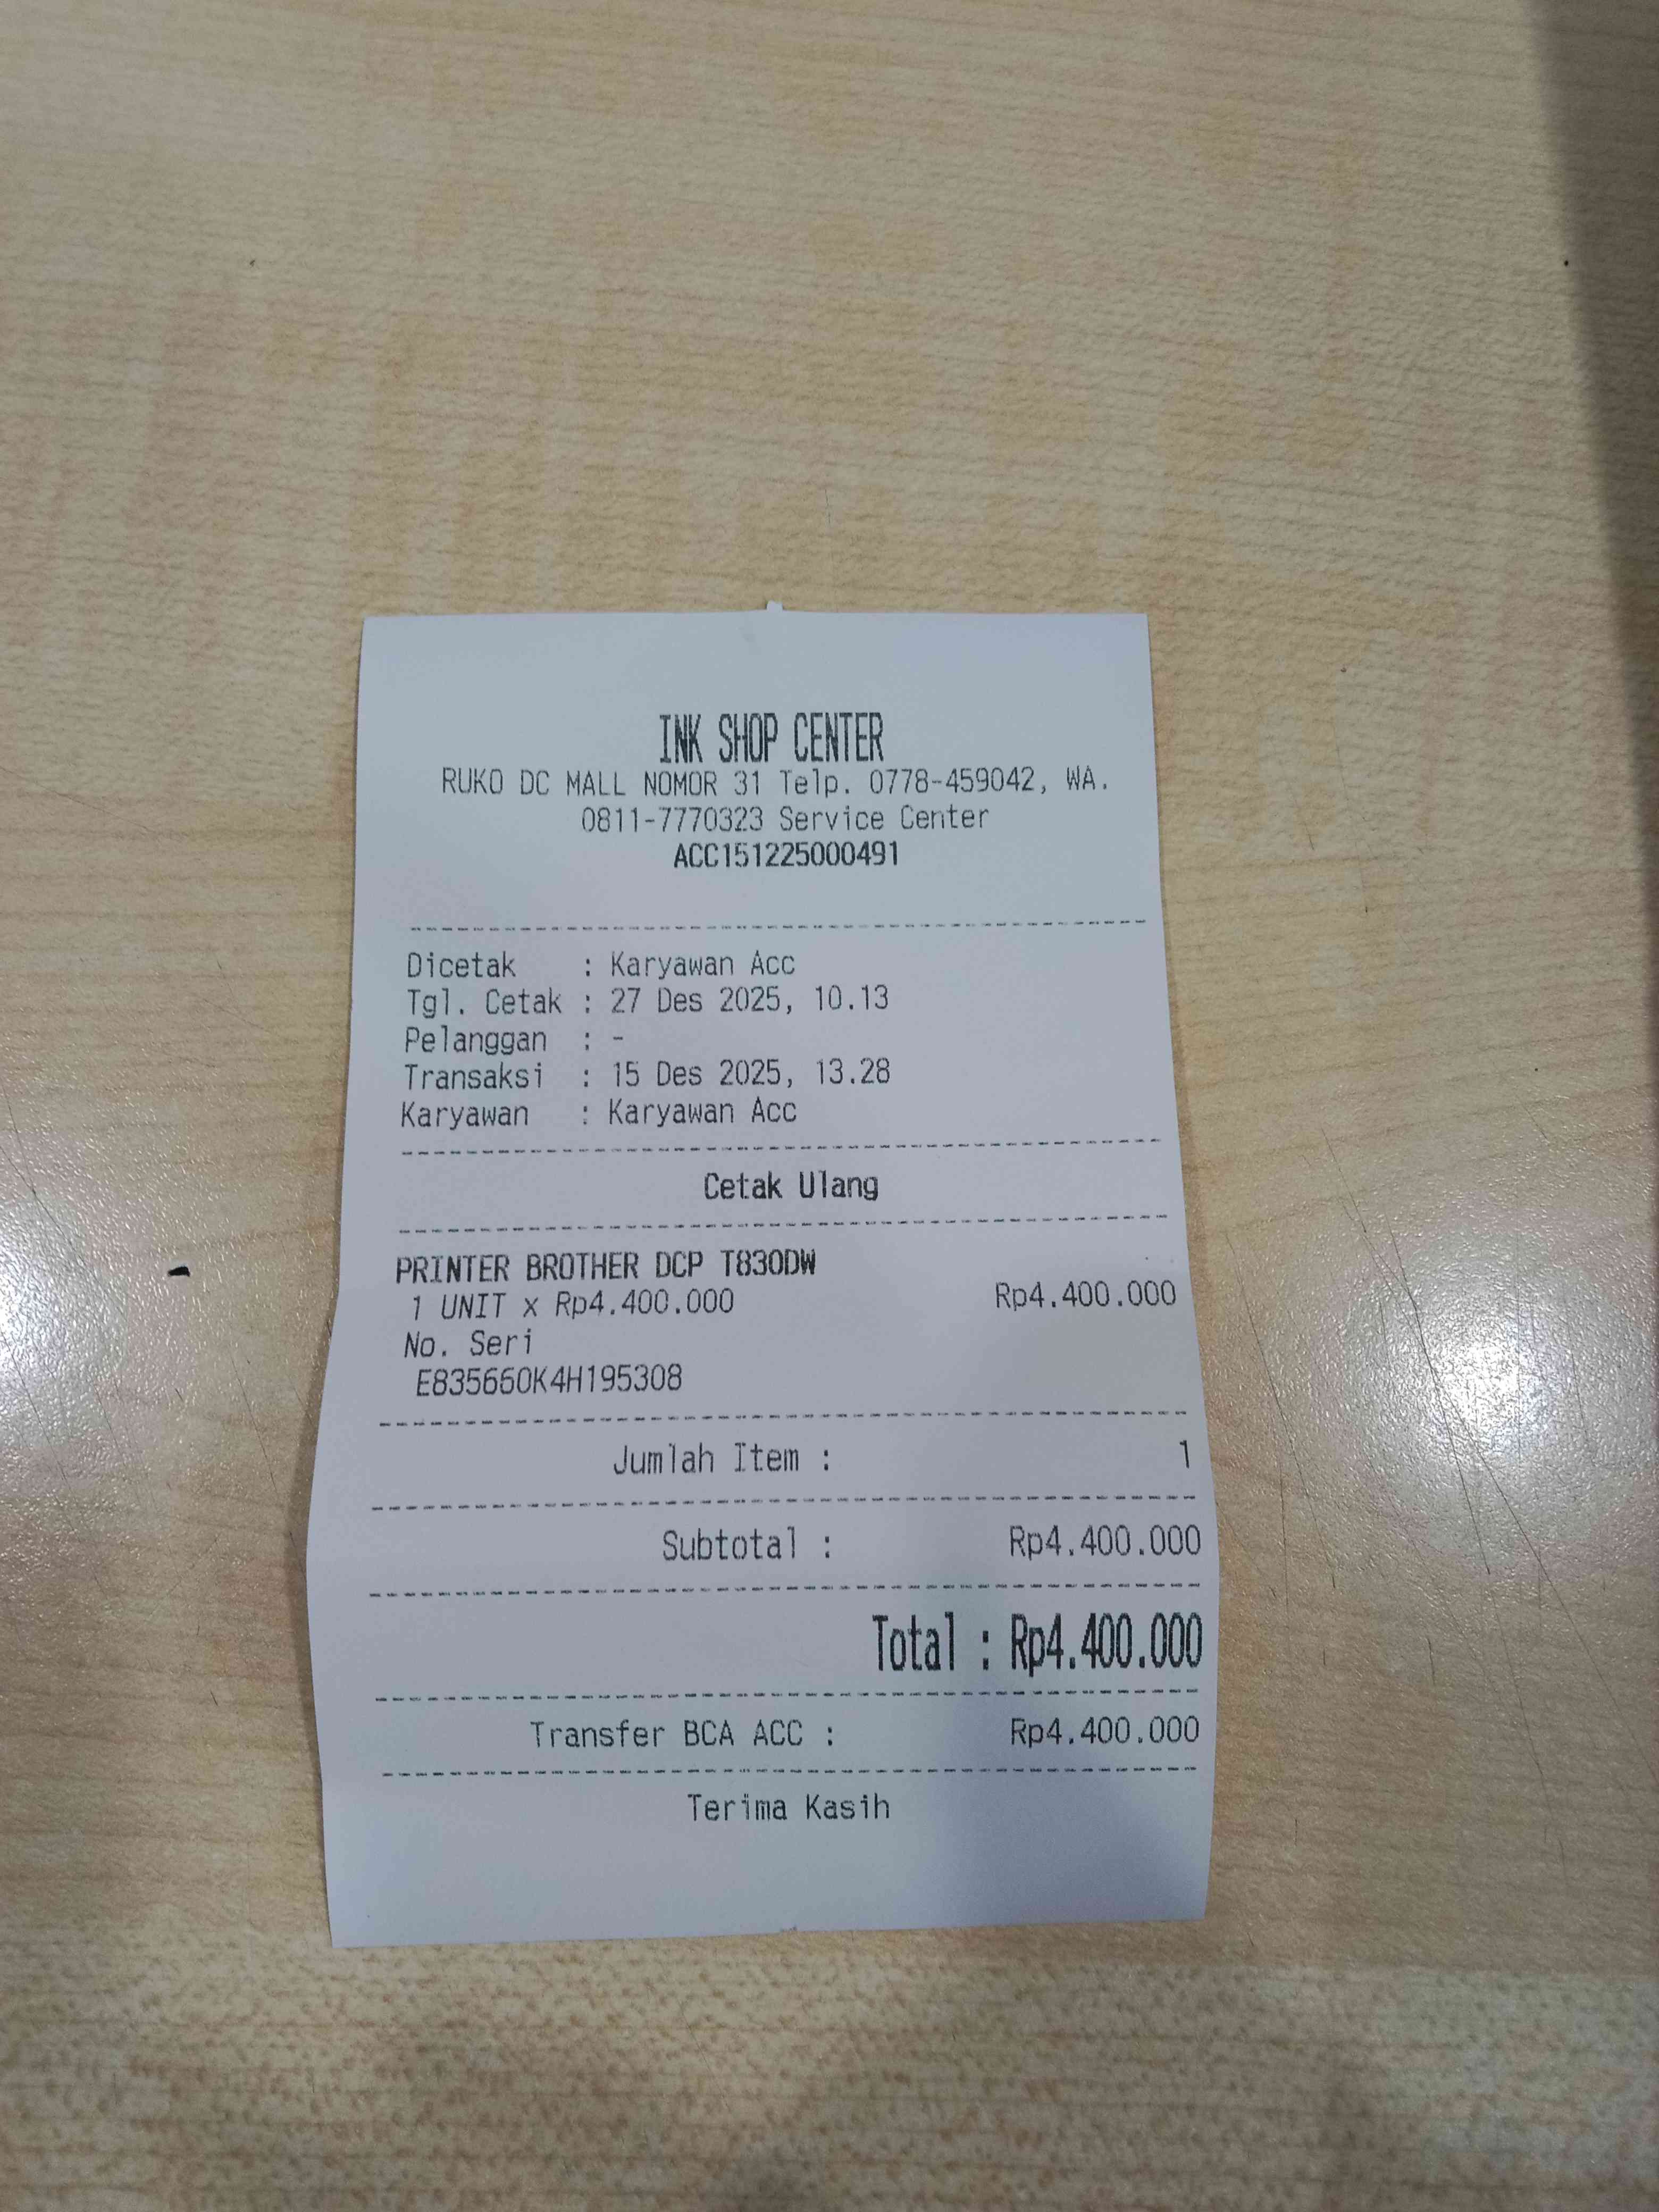 INK SHOP CENTER
RUKO DC MALL NOMOR 31 Telp. 0778-459042, WA.
0811-7770323 Service Center
ACC151225000491
Dicetak : Karyawan Acc
Tgl. Cetak : 27 Des 2025, 10.13
Pelanggan : -
Transaksi : 15 Des 2025, 13.28
Karyawan : Karyawan Acc
Cetak Ulang
PRINTER BROTHER DCP T830DW
1 UNIT x Rp4.400.000 Rp4.400.000
No. Seri
E835660K4H195308
Jumlah Item : 1
Subtotal : Rp4.400.000
Total : Rp4.400.000
Transfer BCA ACC : Rp4.400.000
Terima Kasih